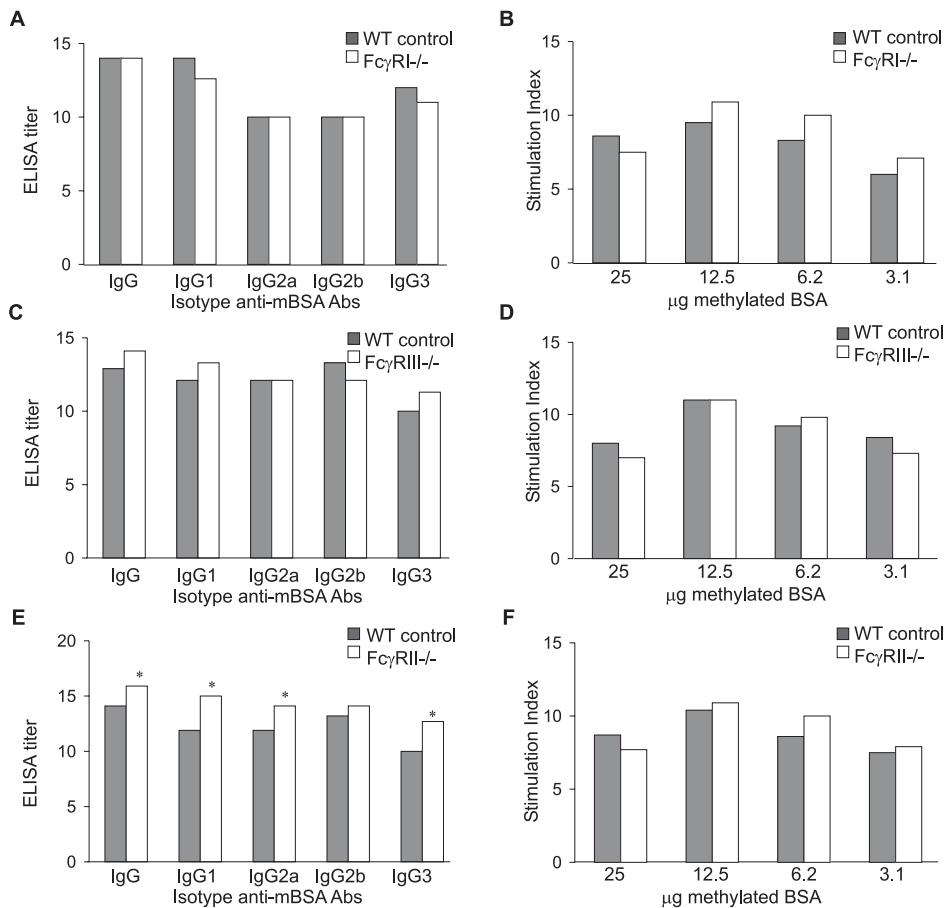 A
WT control
FcγRI-/-
15
10
5
0
ELISA titer
IgG IgG1 IgG2a IgG2b IgG3
Isotype anti-mBSA Abs
B
WT control
FcγRI-/-
15
10
5
0
Stimulation Index
25 12.5 6.2 3.1
μg methylated BSA
C
WT control
FcγRIII-/-
15
10
5
0
ELISA titer
IgG IgG1 IgG2a IgG2b IgG3
Isotype anti-mBSA Abs
D
WT control
FcγRIII-/-
15
10
5
0
Stimulation Index
25 12.5 6.2 3.1
μg methylated BSA
E
WT control
FcγRII-/-
20
15
10
5
0
ELISA titer
* * * *
IgG IgG1 IgG2a IgG2b IgG3
Isotype anti-mBSA Abs
F
WT control
FcγRII-/-
15
10
5
0
Stimulation Index
25 12.5 6.2 3.1
μg methylated BSA